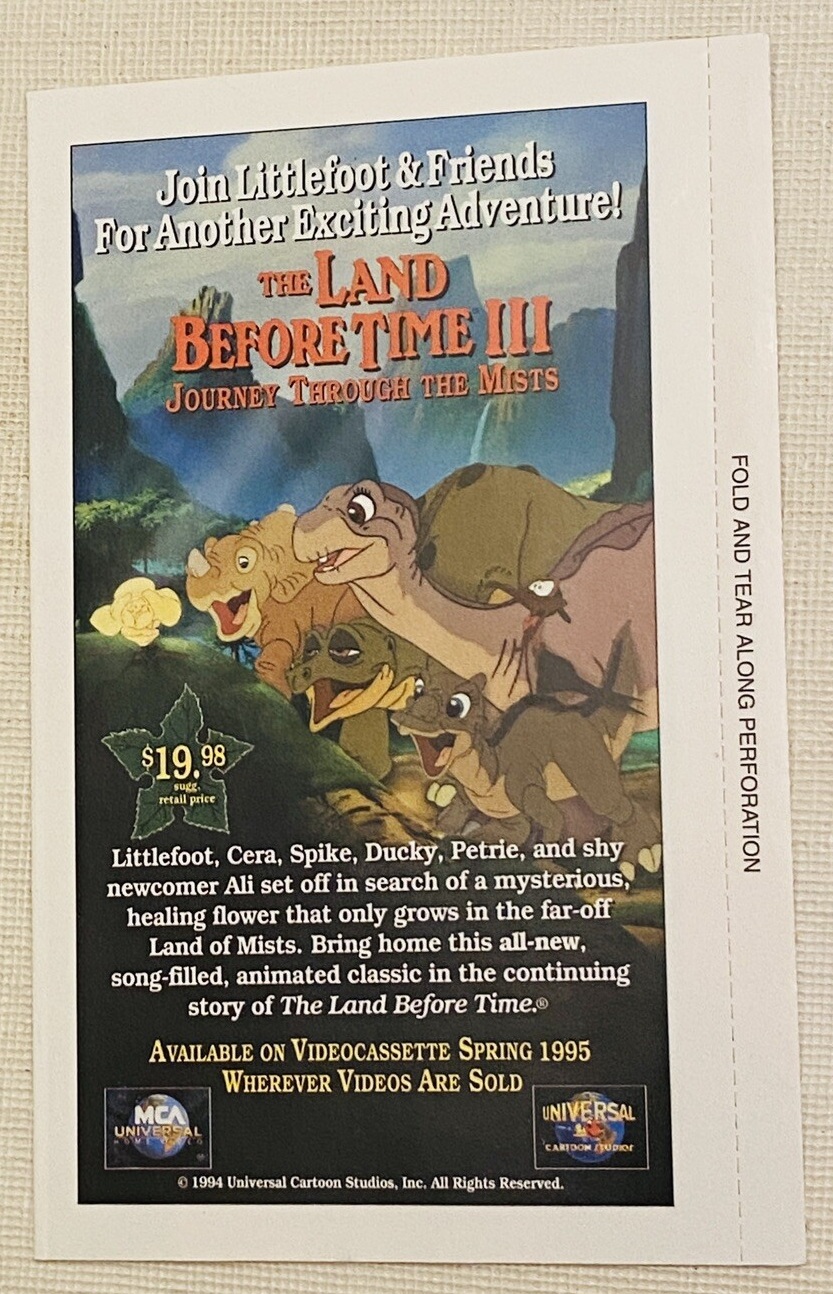 Join Littlefoot & Friends
For Another Exciting Adventure!
THE LAND
BEFORE TIME III
JOURNEY THROUGH THE MISTS
$19.98
sugg.
retail price
Littlefoot, Cera, Spike, Ducky, Petrie, and shy
newcomer Ali set off in search of a mysterious,
healing flower that only grows in the far-off
Land of Mists. Bring home this all-new,
song-filled, animated classic in the continuing
story of The Land Before Time.®
AVAILABLE ON VIDEOCASSETTE SPRING 1995
WHEREVER VIDEOS ARE SOLD
MCA
UNIVERSAL
HOME VIDEO
UNIVERSAL
CARTOON STUDIOS
© 1994 Universal Cartoon Studios, Inc. All Rights Reserved.
FOLD AND TEAR ALONG PERFORATION